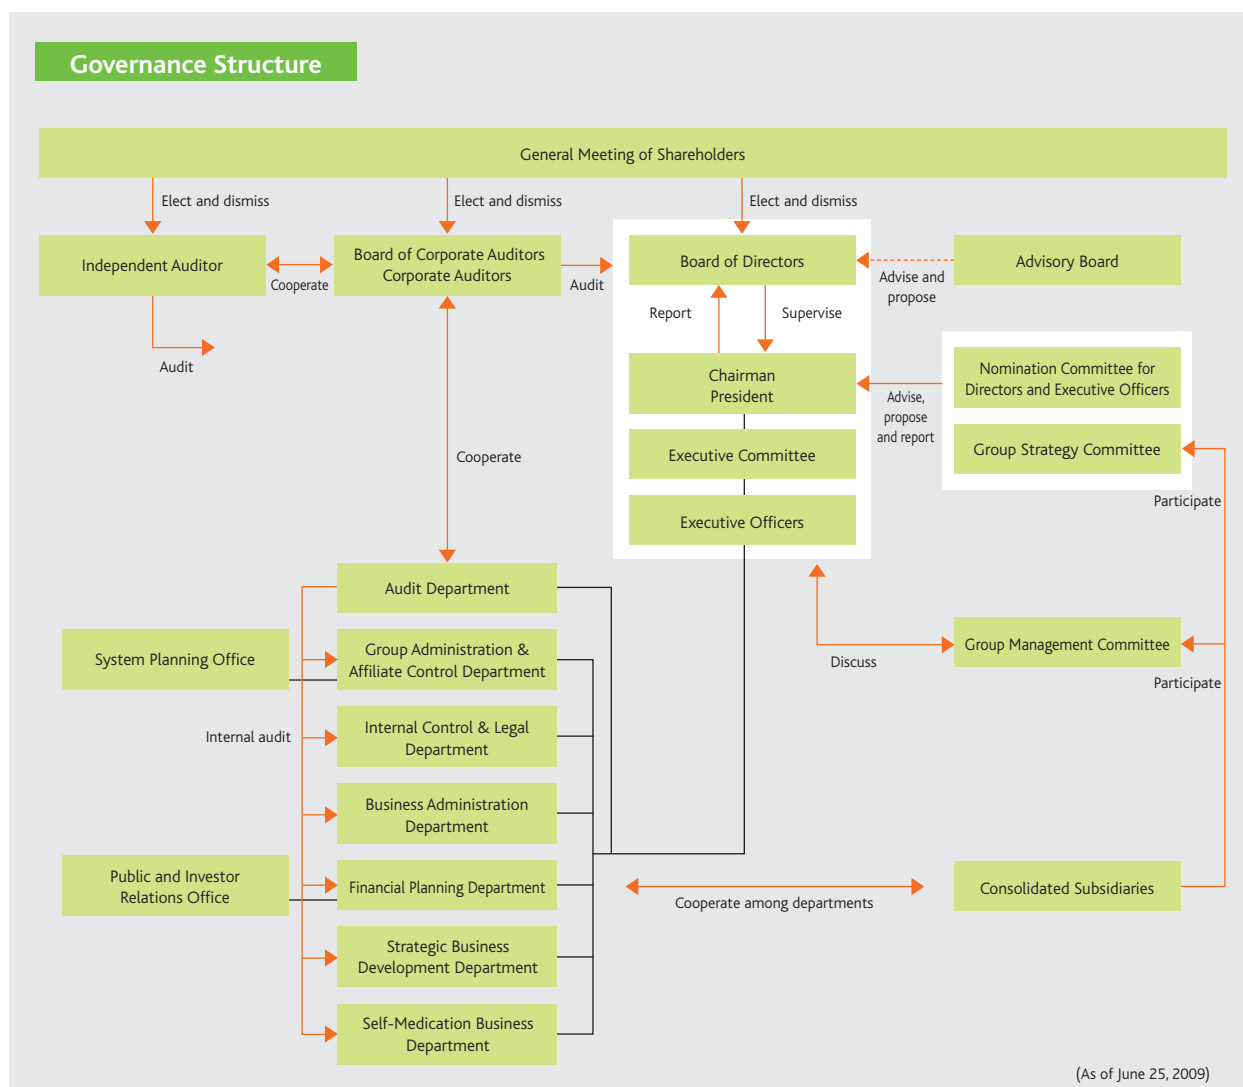 Governance Structure
General Meeting of Shareholders
Elect and dismiss
Elect and dismiss
Elect and dismiss
Independent Auditor
Cooperate
Board of Corporate Auditors
Corporate Auditors
Audit
Board of Directors
Advise and
propose
Advisory Board
Audit
Report
Supervise
Chairman
President
Advise,
propose
and report
Nomination Committee for
Directors and Executive Officers
Executive Committee
Group Strategy Committee
Cooperate
Participate
Executive Officers
Audit Department
System Planning Office
Group Administration &
Affiliate Control Department
Discuss
Group Management Committee
Participate
Internal audit
Internal Control & Legal
Department
Business Administration
Department
Public and Investor
Relations Office
Financial Planning Department
Cooperate among departments
Consolidated Subsidiaries
Strategic Business
Development Department
Self-Medication Business
Department
(As of June 25, 2009)